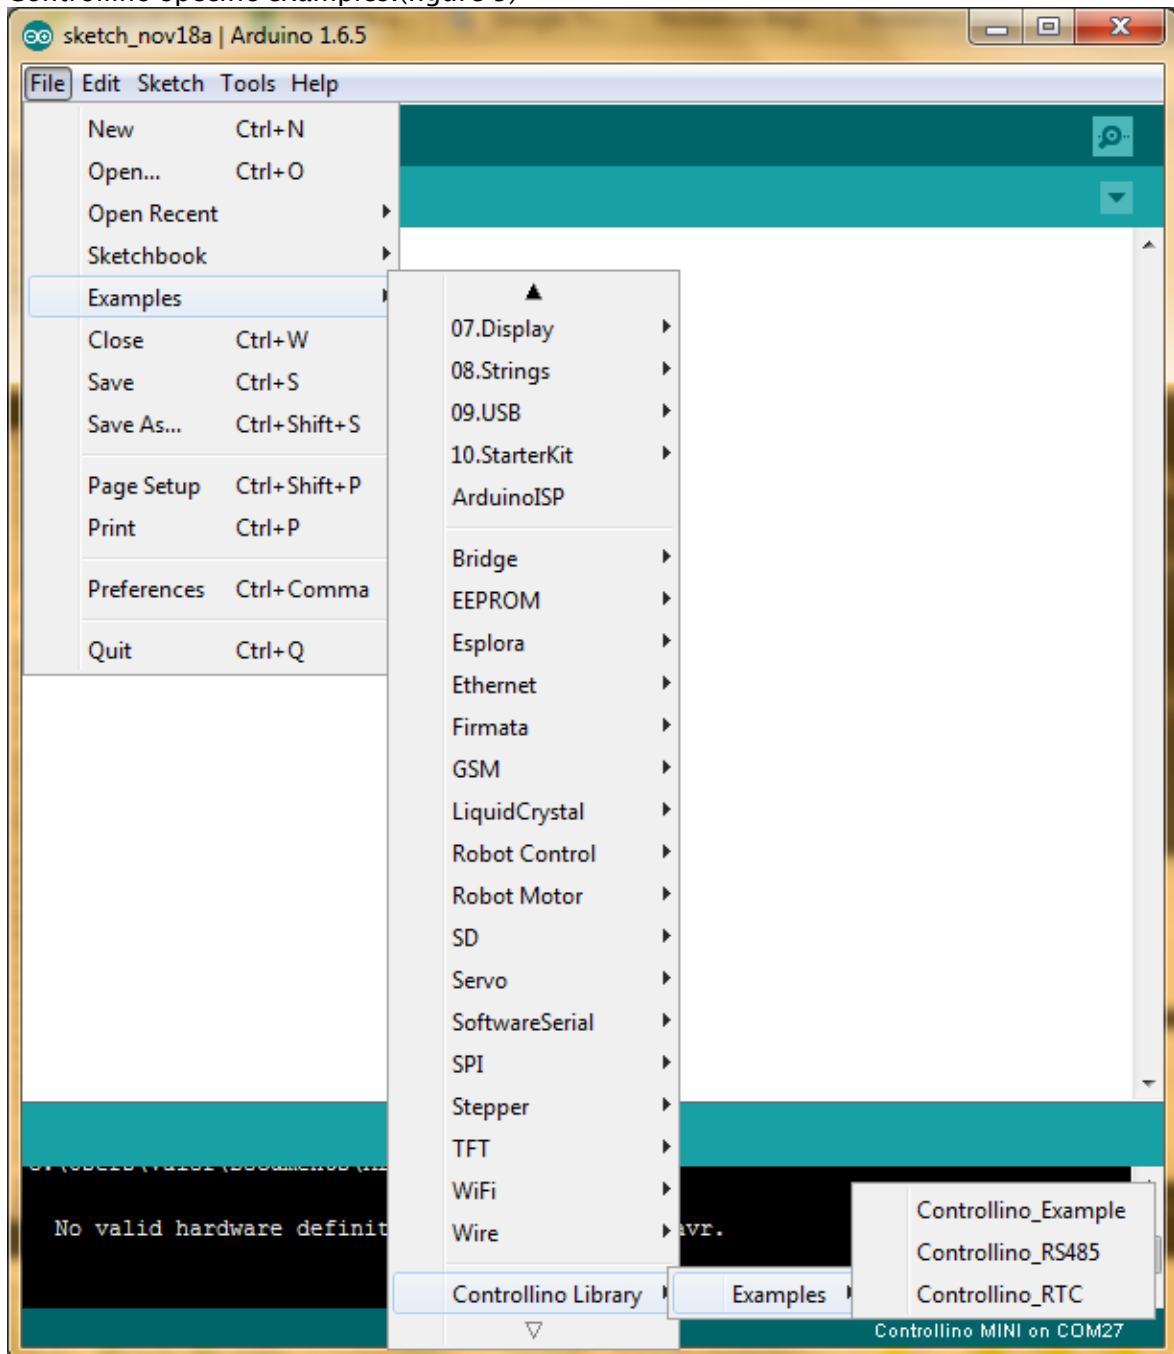 sketch_nov18a | Arduino 1.6.5
File Edit Sketch Tools Help
New Ctrl+N
Open... Ctrl+O
Open Recent
Sketchbook
Examples
Close Ctrl+W
Save Ctrl+S
Save As... Ctrl+Shift+S
Page Setup Ctrl+Shift+P
Print Ctrl+P
Preferences Ctrl+Comma
Quit Ctrl+Q
07.Display
08.Strings
09.USB
10.StarterKit
ArduinoISP
Bridge
EEPROM
Esplora
Ethernet
Firmata
GSM
LiquidCrystal
Robot Control
Robot Motor
SD
Servo
SoftwareSerial
SPI
Stepper
TFT
WiFi
Wire
Controllino Library
Examples
Controllino_Example
Controllino_RS485
Controllino_RTC
No valid hardware definit avr.
Controllino MINI on COM27